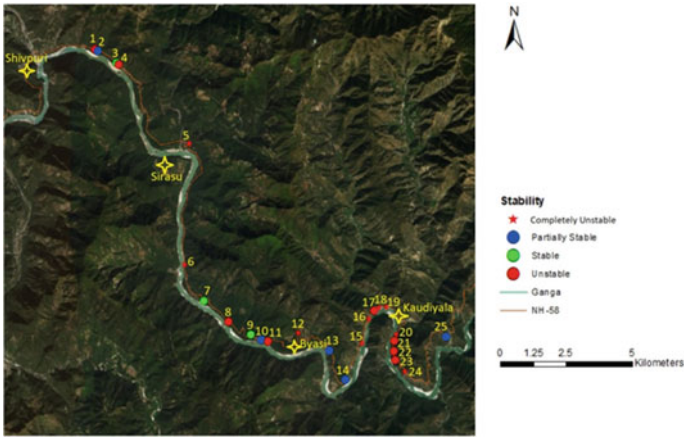 N
Shivpuri
1
2
3
4
5
Sirasu
6
7
8
9
10
11
12
Byasi
13
14
15
16
17
18
19
Kaudiyala
20
21
22
23
24
25
Stability
Completely Unstable
Partially Stable
Stable
Unstable
Ganga
NH-58
0 1.25 2.5 5
Kilometers